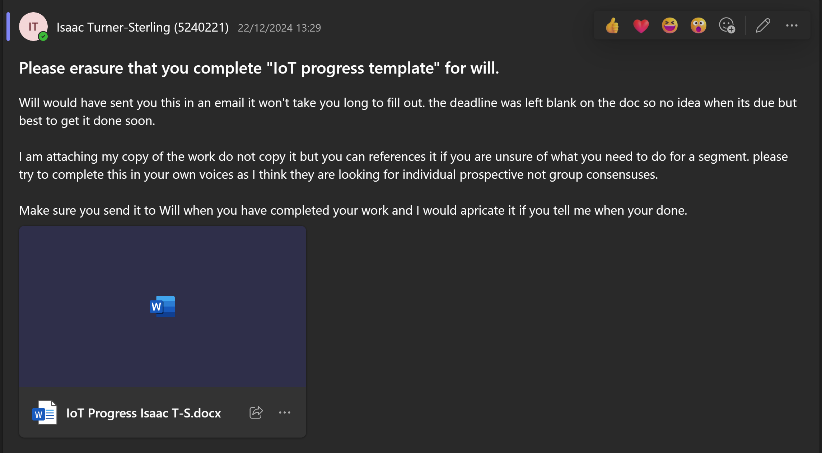 IT
Isaac Turner-Sterling (5240221) 22/12/2024 13:29
Please erasure that you complete "IoT progress template" for will.
Will would have sent you this in an email it won't take you long to fill out. the deadline was left blank on the doc so no idea when its due but
best to get it done soon.
I am attaching my copy of the work do not copy it but you can references it if you are unsure of what you need to do for a segment. please
try to complete this in your own voices as I think they are looking for individual prospective not group consensuses.
Make sure you send it to Will when you have completed your work and I would apricate it if you tell me when your done.
W
W
IoT Progress Isaac T-S.docx